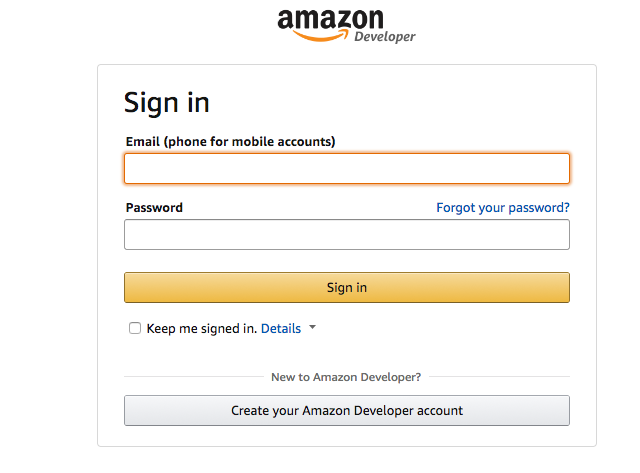 amazon
Developer
Sign in
Email (phone for mobile accounts)
Password Forgot your password?
Sign in
Keep me signed in. Details
New to Amazon Developer?
Create your Amazon Developer account